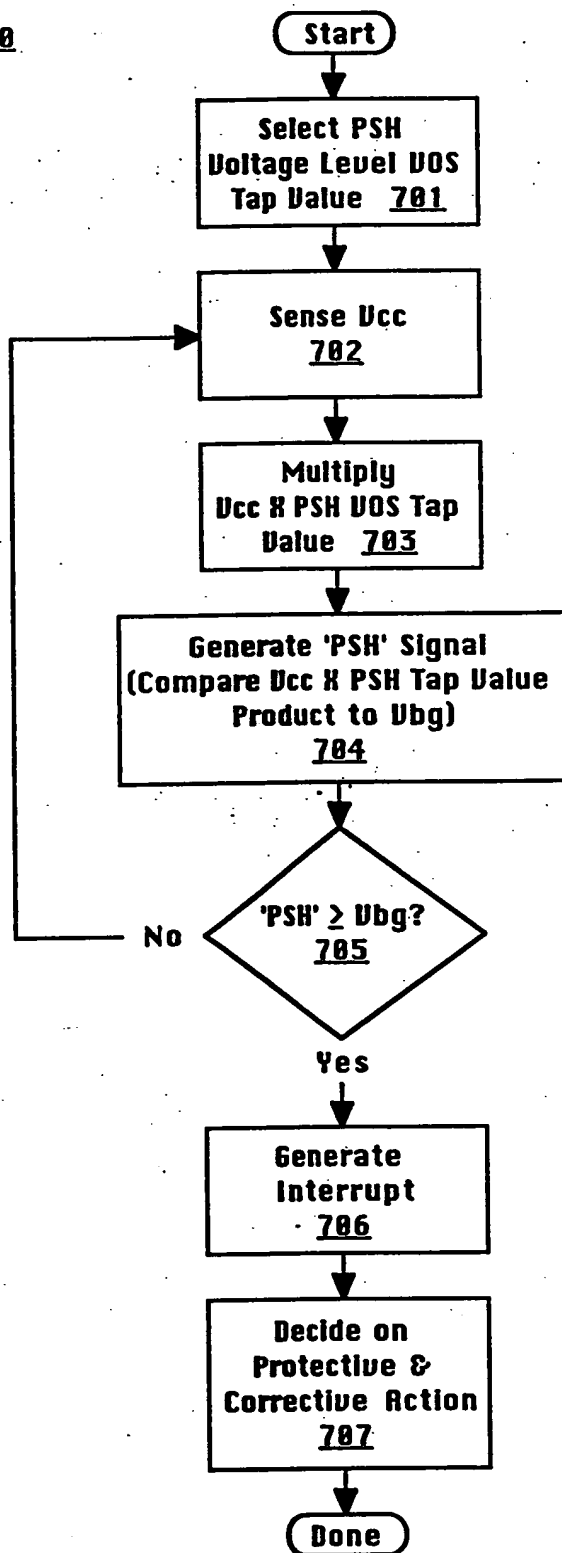 0
Start
Select PSH
Voltage Level VOS
Tap Value 701
Sense Vcc
702
Multiply
Vcc X PSH VOS Tap
Value 703
Generate 'PSH' Signal
(Compare Vcc X PSH Tap Value
Product to Vbg)
704
'PSH' ≥ Vbg?
705
No
Yes
Generate
Interrupt
706
Decide on
Protective &
Corrective Action
707
Done